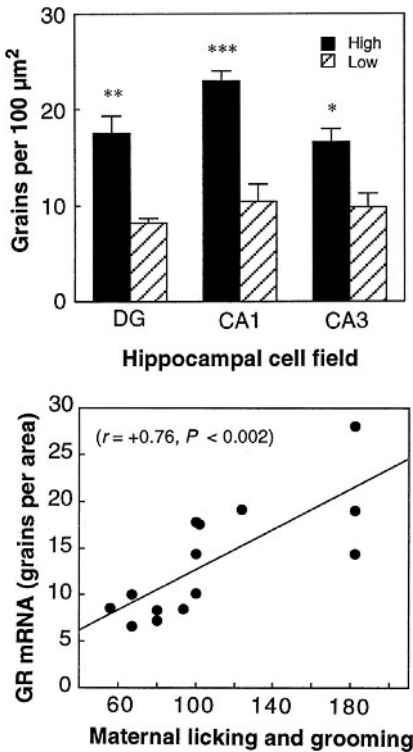 30
High
Low
***
**
*
20
10
0
Grains per 100 µm²
DG CA1 CA3
Hippocampal cell field
30
(r = +0.76, P < 0.002)
25
20
15
10
5
0
GR mRNA (grains per area)
60 100 140 180
Maternal licking and grooming